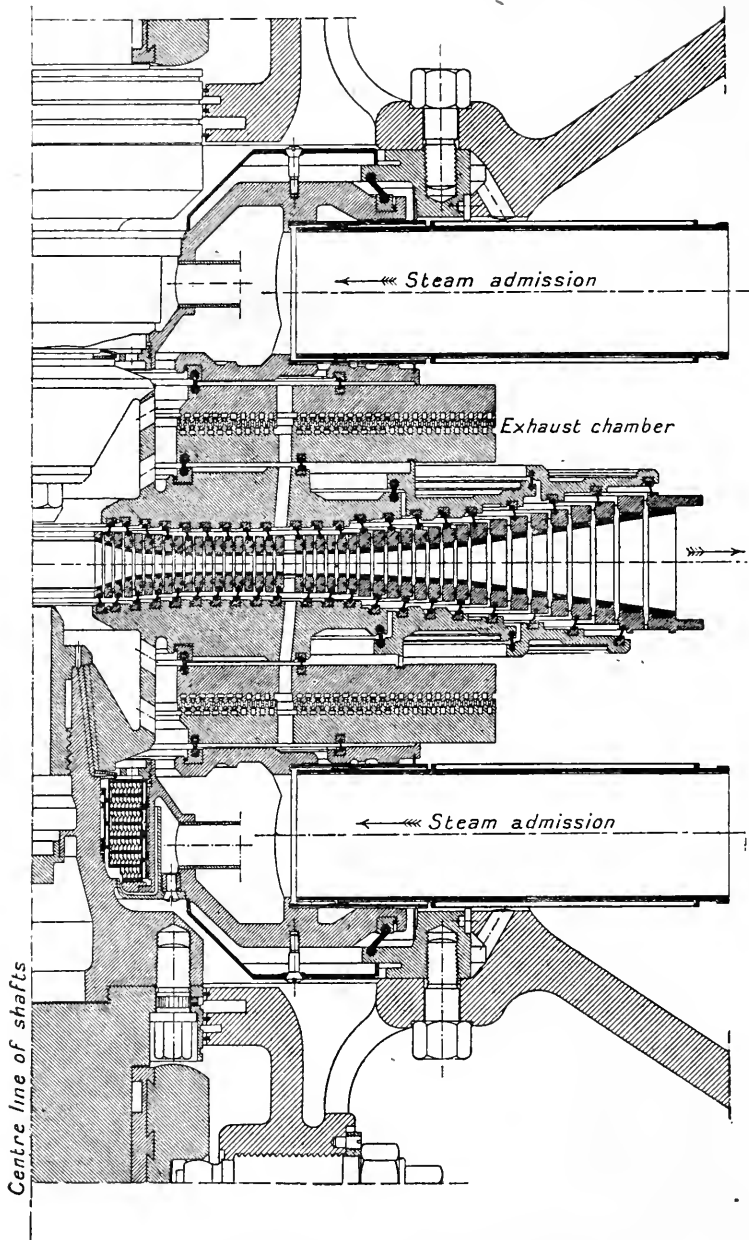 Steam admission
Exhaust chamber
Steam admission
Centre line of shafts